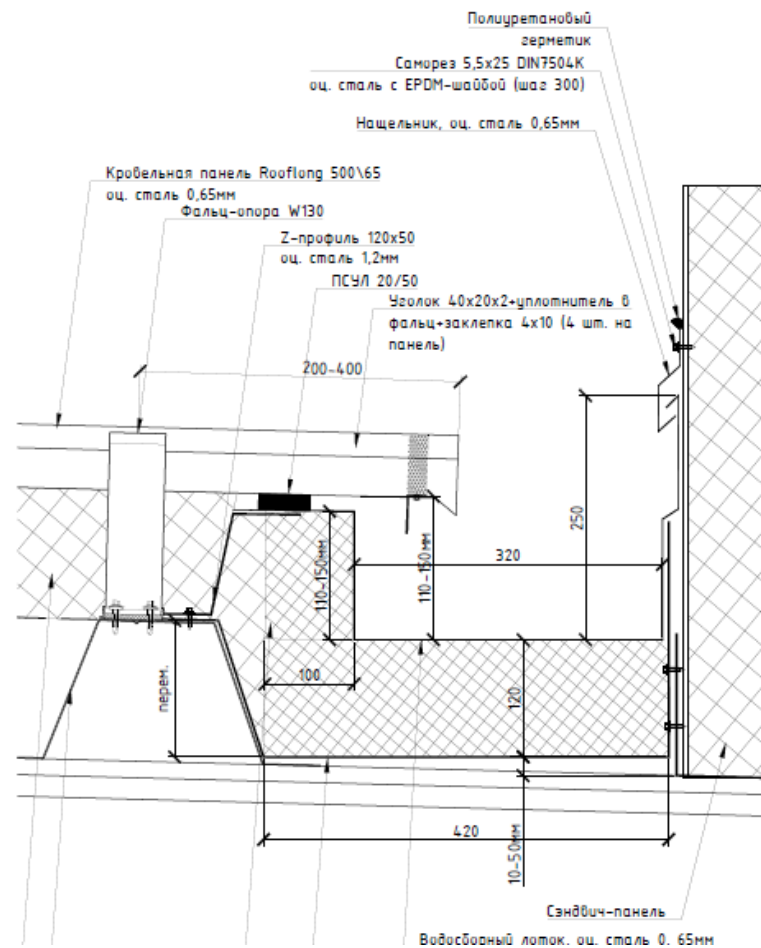 Полиуретановый
герметик
Саморез 5,5х25 DIN7504K
оц. сталь с EPDM-шайбой (шаг 300)
Нащельник, оц. сталь 0,65мм
Кровельная панель Rooflong 500\65
оц. сталь 0,65мм
Фальц-опора W130
Z-профиль 120х50
оц. сталь 1,2мм
ПСУЛ 20/50
Уголок 40х20х2+уплотнитель в
фальц+заклепка 4х10 (4 шт. на
панель)
200-400
250
320
110-150мм
110-150мм
100
перем.
120
420
10-50мм
Сэндвич-панель
Водосборный лоток, оц. сталь 0, 65мм